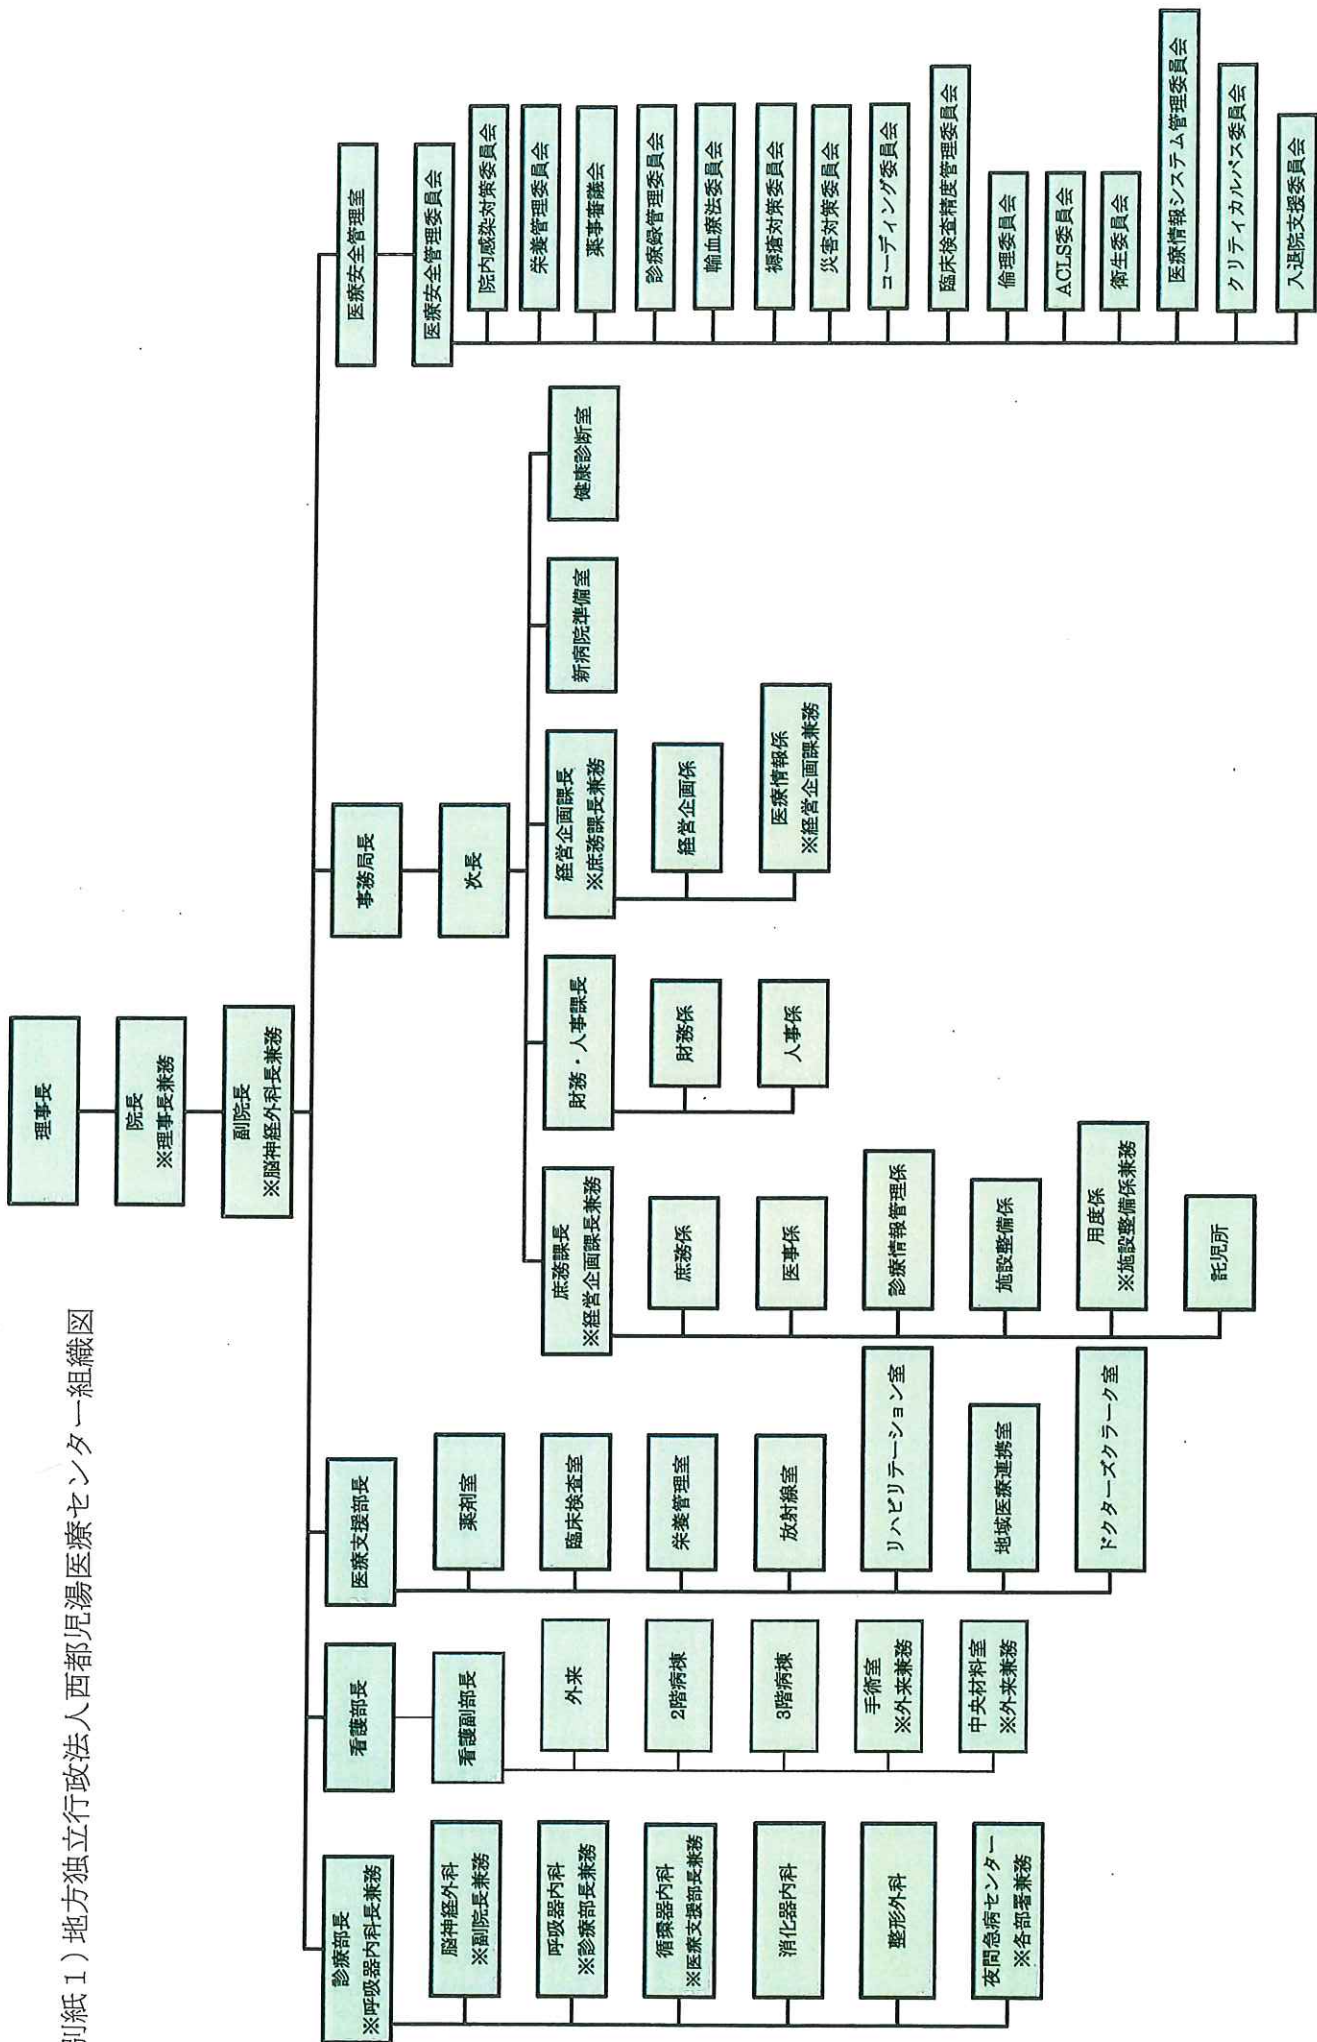 別紙1）地方独立行政法人西都児湯医療センター組織図
理事長
院長
※理事長兼務
副院長
※脳神経外科長兼務
診療部長
※呼吸器内科長兼務
脳神経外科
※副院長兼務
呼吸器内科
※診療部長兼務
循環器内科
※医療支援部長兼務
消化器内科
整形外科
夜間急病センター
※各部署兼務
看護部長
看護副部長
外来
2階病棟
3階病棟
手術室
※外来兼務
中央材料室
※外来兼務
医療支援部長
薬剤室
臨床検査室
栄養管理室
放射線室
リハビリテーション室
地域医療連携室
ドクターズクラーク室
事務局長
次長
庶務課長
※経営企画課長兼務
庶務係
医事係
診療情報管理係
施設整備係
用度係
※施設整備係兼務
託児所
財務・人事課長
財務係
人事係
経営企画課長
※庶務課長兼務
経営企画係
医療情報係
※経営企画課兼務
新病院準備室
健康診断室
医療安全管理室
医療安全管理委員会
院内感染対策委員会
栄養管理委員会
薬事審議会
診療録管理委員会
輸血療法委員会
褥瘡対策委員会
災害対策委員会
コーディング委員会
臨床検査精度管理委員会
倫理委員会
ACLS委員会
衛生委員会
医療情報システム管理委員会
クリティカルパス委員会
入退院支援委員会